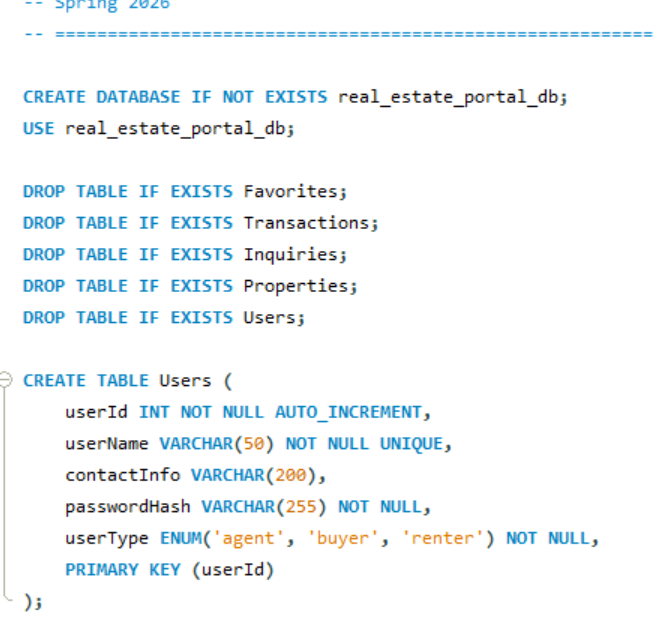 -- Spring 2026
-- =========================================================
CREATE DATABASE IF NOT EXISTS real_estate_portal_db;
USE real_estate_portal_db;
DROP TABLE IF EXISTS Favorites;
DROP TABLE IF EXISTS Transactions;
DROP TABLE IF EXISTS Inquiries;
DROP TABLE IF EXISTS Properties;
DROP TABLE IF EXISTS Users;
CREATE TABLE Users (
    userId INT NOT NULL AUTO_INCREMENT,
    userName VARCHAR(50) NOT NULL UNIQUE,
    contactInfo VARCHAR(200),
    passwordHash VARCHAR(255) NOT NULL,
    userType ENUM('agent', 'buyer', 'renter') NOT NULL,
    PRIMARY KEY (userId)
);